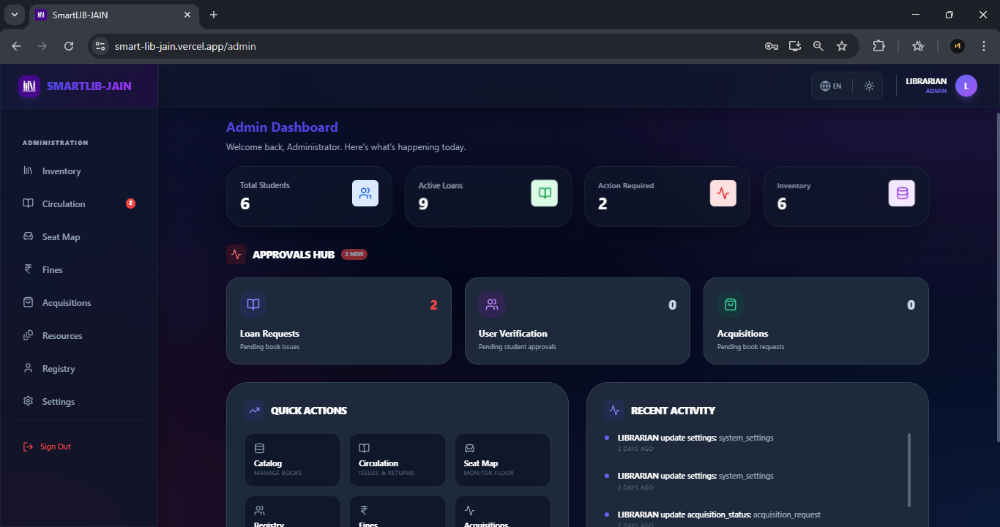 SmartLIB-JAIN
smart-lib-jain.vercel.app/admin
SMARTLIB-JAIN
EN
LIBRARIAN
ADMIN
L
ADMINISTRATION
Inventory
Circulation 2
Seat Map
Fines
Acquisitions
Resources
Registry
Settings
Sign Out
Admin Dashboard
Welcome back, Administrator. Here's what's happening today.
Total Students
6
Active Loans
9
Action Required
2
Inventory
6
APPROVALS HUB 2 NEW
2
Loan Requests
Pending book issues
0
User Verification
Pending student approvals
0
Acquisitions
Pending book requests
QUICK ACTIONS
Catalog
MANAGE BOOKS
Circulation
ISSUES & RETURNS
Seat Map
MONITOR FLOOR
Registry
Fines
Acquisitions
RECENT ACTIVITY
LIBRARIAN update settings: system_settings
2 DAYS AGO
LIBRARIAN update settings: system_settings
2 DAYS AGO
LIBRARIAN update acquisition_status: acquisition_request
2 DAYS AGO